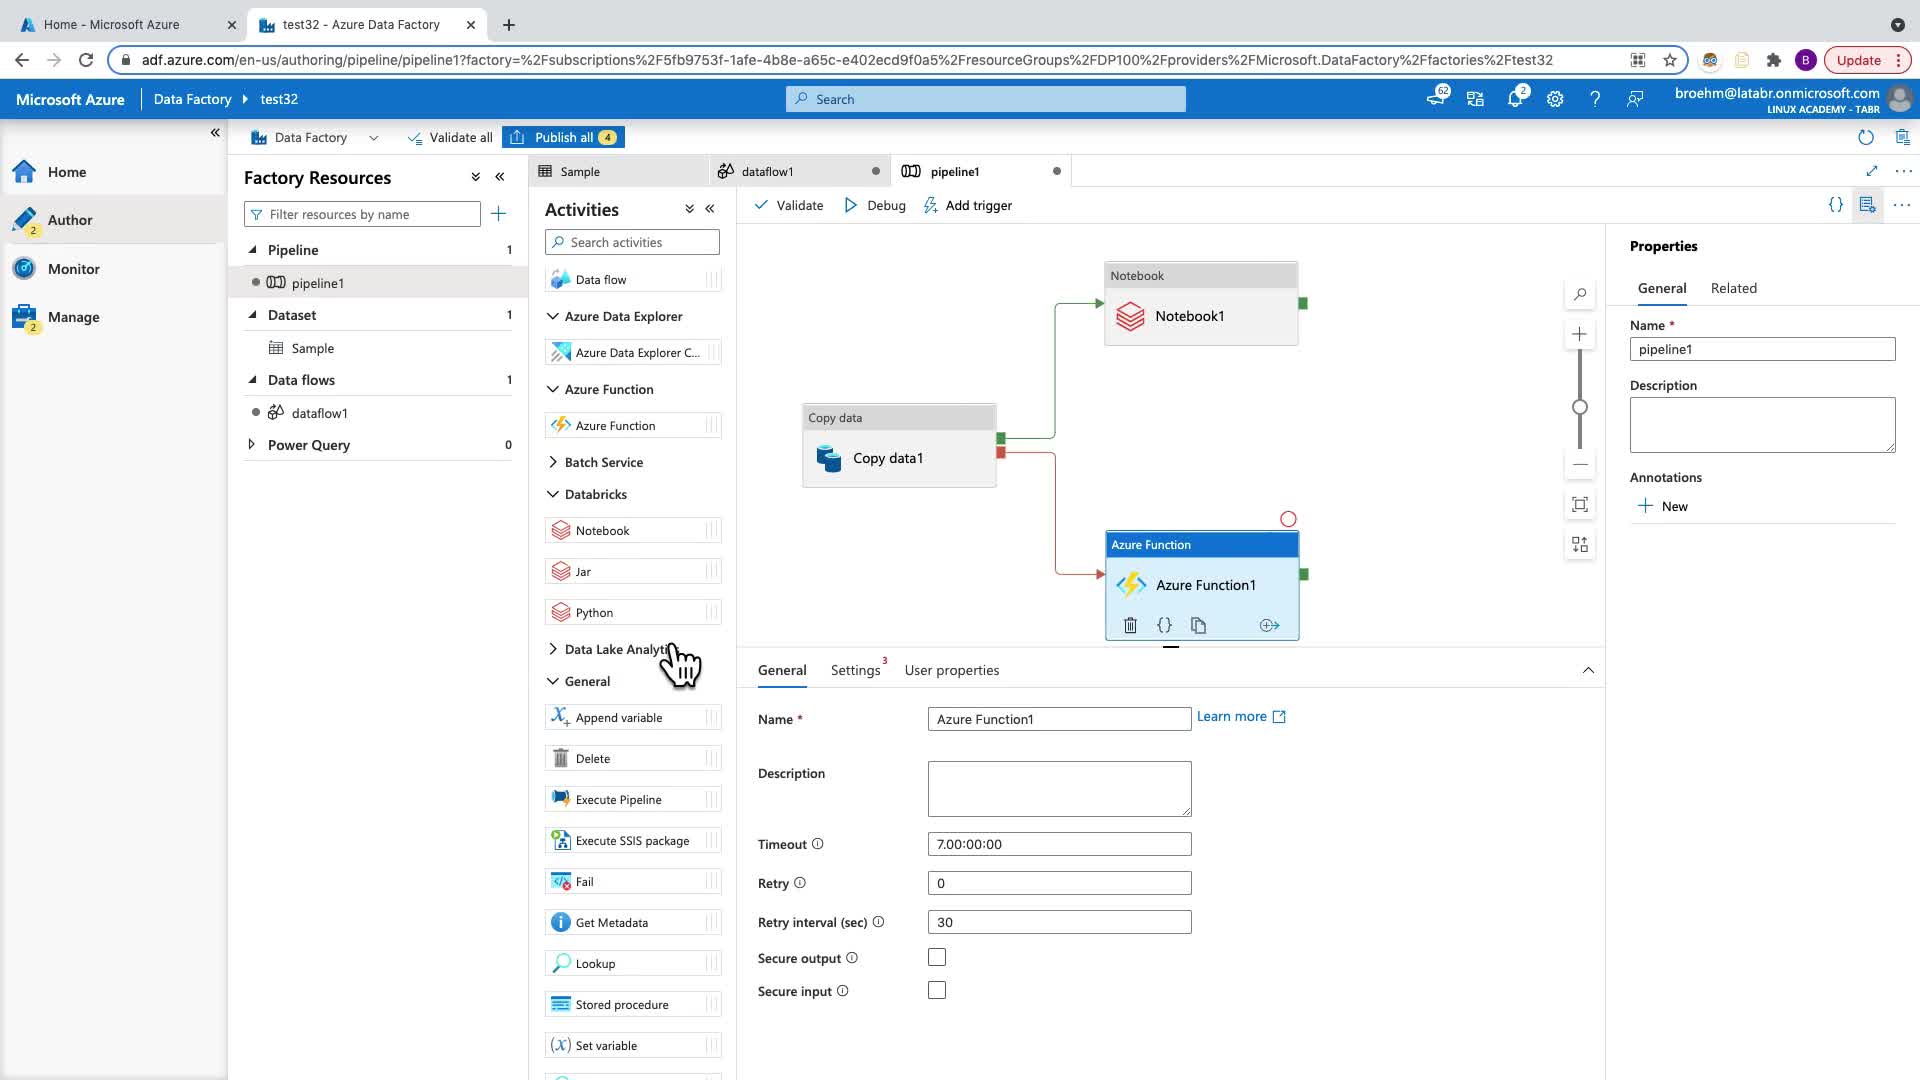 Home - Microsoft Azure
test32 - Azure Data Factory
adf.azure.com/en-us/authoring/pipeline/pipeline1?factory=%2Fsubscriptions%2F5fb9753f-1afe-4b8e-a65c-e402ecd9f0a5%2FresourceGroups%2FDP100%2Fproviders%2FMicrosoft.DataFactory%2Ffactories%2Ftest32
B
Update
Microsoft Azure
Data Factory
test32
Search
62
2
broehm@latabr.onmicrosoft.com
LINUX ACADEMY - TABR
Home
Author
2
Monitor
Manage
2
Data Factory
Validate all
Publish all
4
Factory Resources
Filter resources by name
Pipeline
1
pipeline1
Dataset
1
Sample
Data flows
1
dataflow1
Power Query
0
Sample
dataflow1
pipeline1
Activities
Search activities
Data flow
Azure Data Explorer
Azure Data Explorer C...
Azure Function
Azure Function
Batch Service
Databricks
Notebook
Jar
Python
Data Lake Analyti
General
Append variable
Delete
Execute Pipeline
Execute SSIS package
Fail
Get Metadata
Lookup
Stored procedure
Set variable
Validate
Debug
Add trigger
Notebook
Notebook1
Copy data
Copy data1
Azure Function
Azure Function1
General
Settings
3
User properties
Name *
Azure Function1
Learn more
Description
Timeout
7.00:00:00
Retry
0
Retry interval (sec)
30
Secure output
Secure input
Properties
General
Related
Name *
pipeline1
Description
Annotations
New